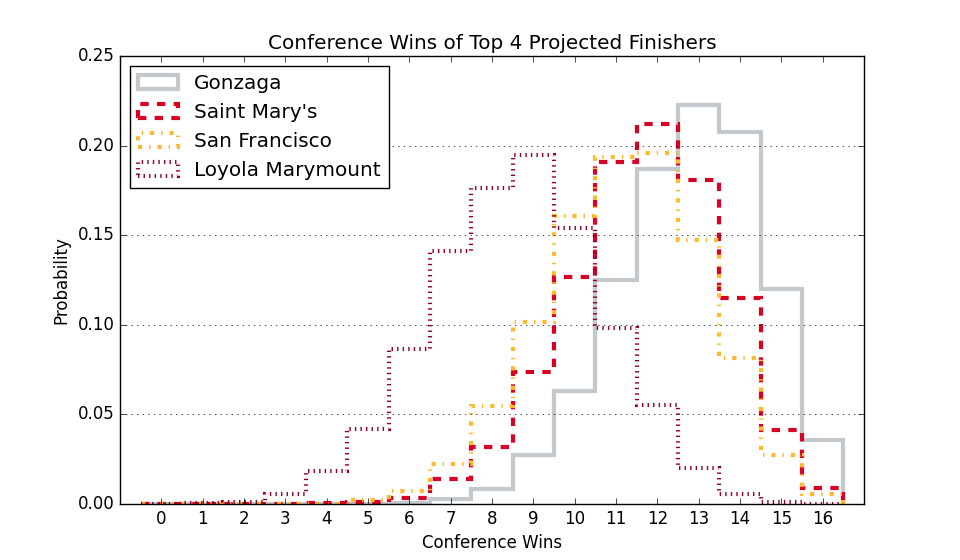 Conference Wins of Top 4 Projected Finishers
Gonzaga
Saint Mary's
San Francisco
Loyola Marymount
0.25
0.20
0.15
0.10
0.05
0.00
Probability
0 1 2 3 4 5 6 7 8 9 10 11 12 13 14 15 16
Conference Wins